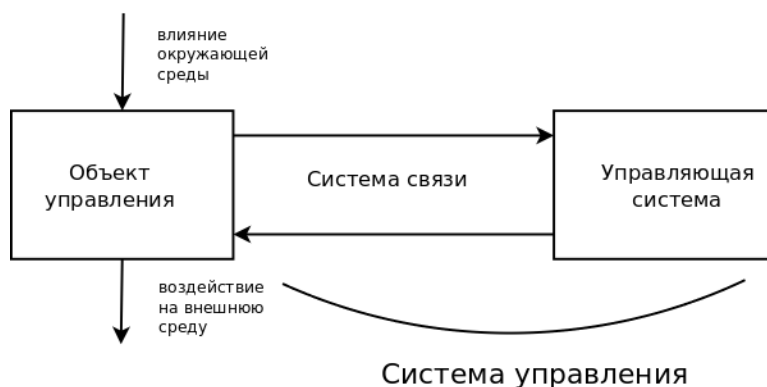 влияние
окружающей
среды
Объект
управления
Система связи
Управляющая
система
воздействие
на внешнюю
среду
Система управления